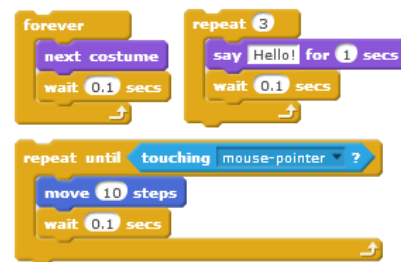 forever
next costume
wait 0.1 secs
repeat 3
say Hello! for 1 secs
wait 0.1 secs
repeat until touching mouse-pointer ?
move 10 steps
wait 0.1 secs